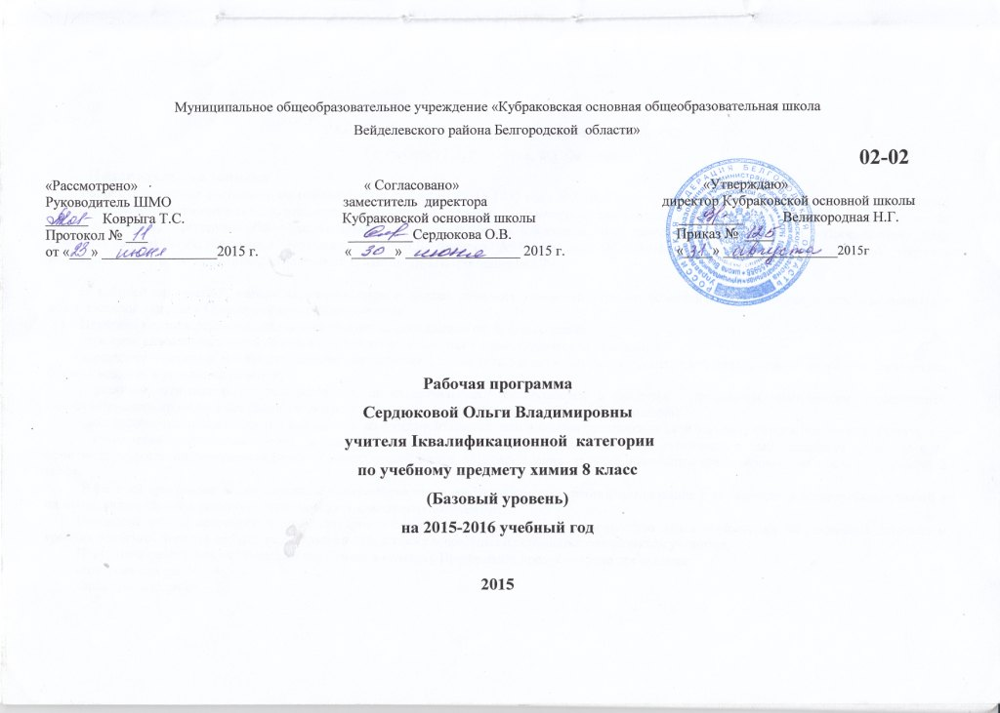 Муниципальное общеобразовательное учреждение «Кубраковская основная общеобразовательная школа
Вейделевского района Белгородской области»
02-02
«Рассмотрено»
Руководитель ШМО
Коврыга Т.С.
Протокол № 11
от «23» июня 2015 г.
« Согласовано»
заместитель директора
Кубраковской основной школы
Сердюкова О.В.
«30» июня 2015 г.
«Утверждаю»
директор Кубраковской основной школы
Великородная Н.Г.
Приказ № 125
«31» августа 2015г
Рабочая программа
Сердюковой Ольги Владимировны
учителя Iквалификационной категории
по учебному предмету химия 8 класс
(Базовый уровень)
на 2015-2016 учебный год
2015